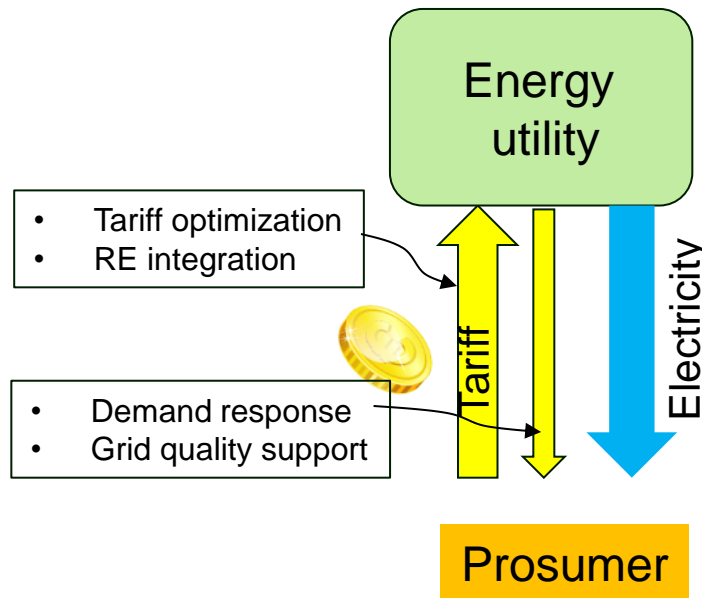 Energy
utility
• Tariff optimization
• RE integration
Tariff
Electricity
• Demand response
• Grid quality support
Prosumer